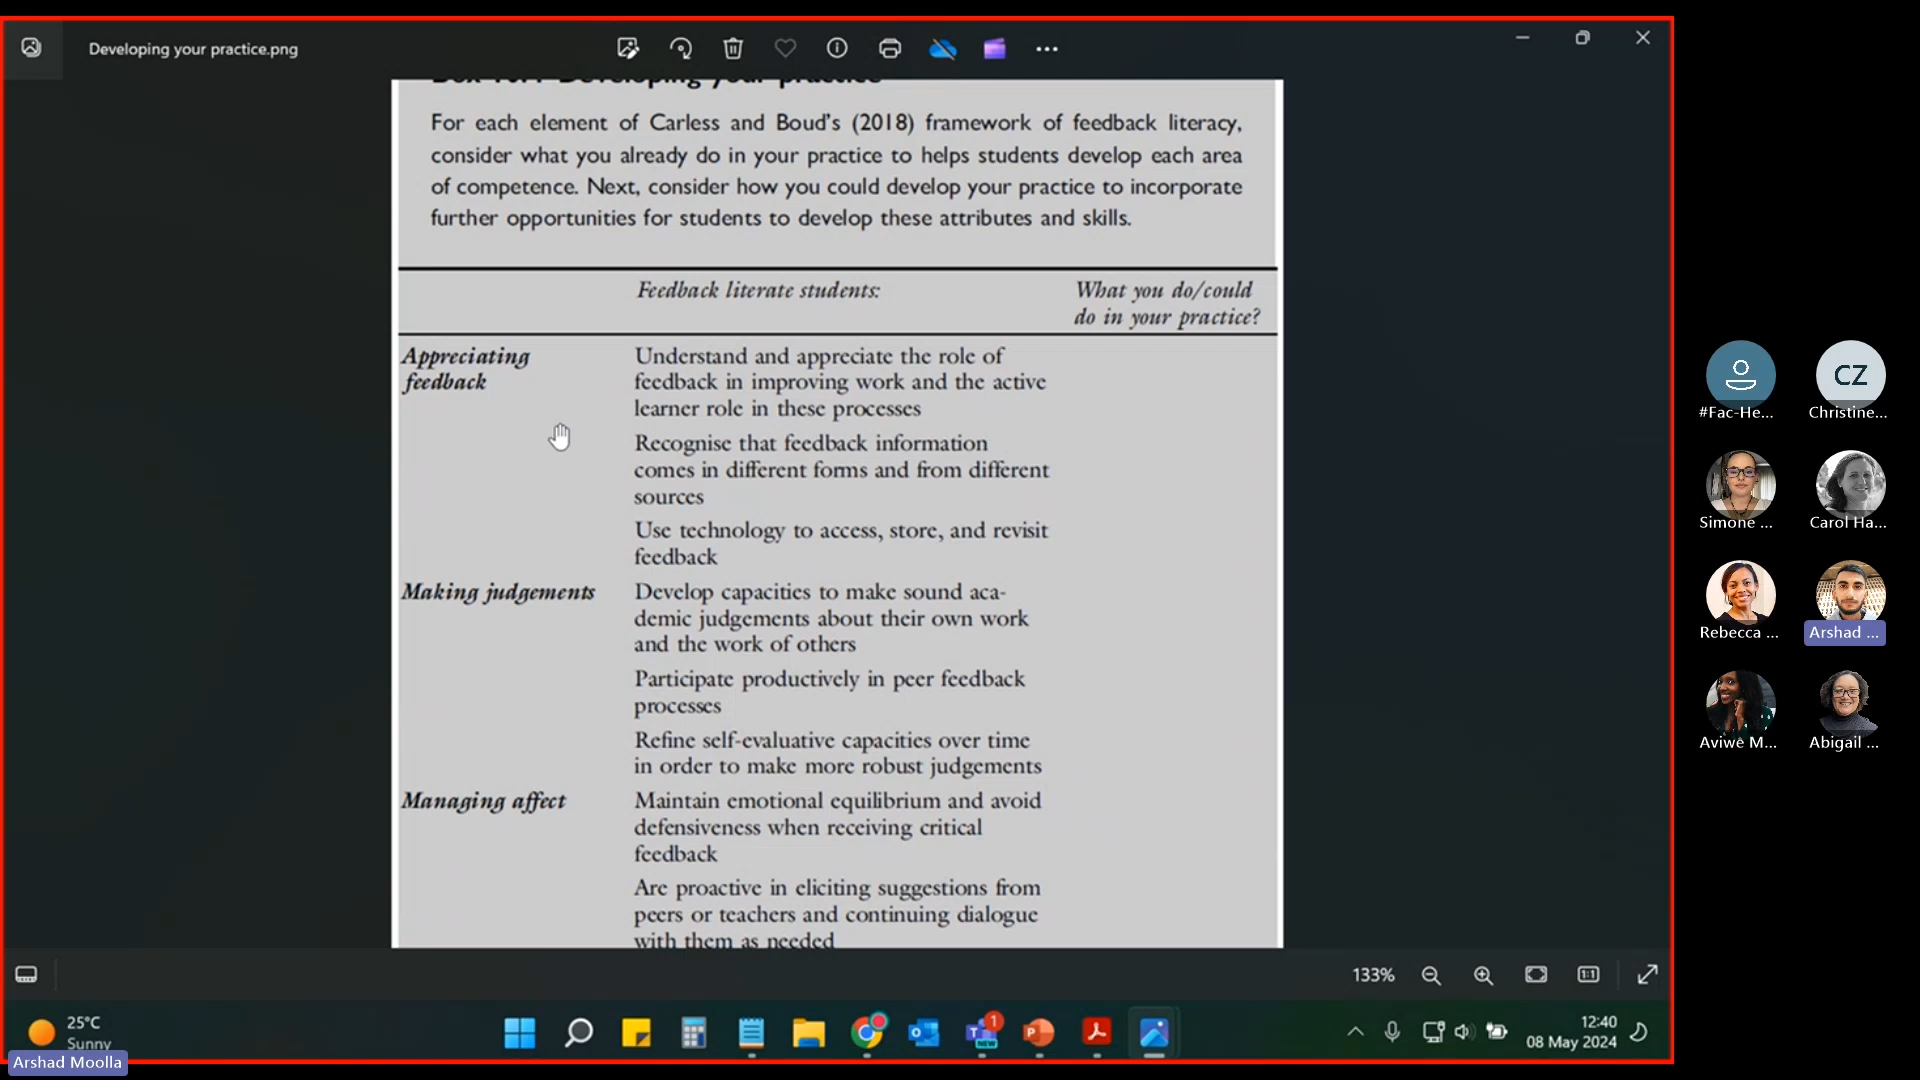 Developing your practice.png
For each element of Carless and Boud's (2018) framework of feedback literacy,
consider what you already do in your practice to helps students develop each area
of competence. Next, consider how you could develop your practice to incorporate
further opportunities for students to develop these attributes and skills.
Feedback literate students:
What you do/could
do in your practice?
Appreciating
feedback
Understand and appreciate the role of
feedback in improving work and the active
learner role in these processes
Recognise that feedback information
comes in different forms and from different
sources
Use technology to access, store, and revisit
feedback
Making judgements
Develop capacities to make sound aca-
demic judgements about their own work
and the work of others
Participate productively in peer feedback
processes
Refine self-evaluative capacities over time
in order to make more robust judgements
Managing affect
Maintain emotional equilibrium and avoid
defensiveness when receiving critical
feedback
Are proactive in eliciting suggestions from
peers or teachers and continuing dialogue
with them as needed
133%
1:1
25°C
Sunny
Arshad Moolla
1
NEW
12:40
08 May 2024
#Fac-He...
CZ
Christine...
Simone ...
Carol Ha...
Rebecca ...
Arshad ...
Aviwe M...
Abigail ...